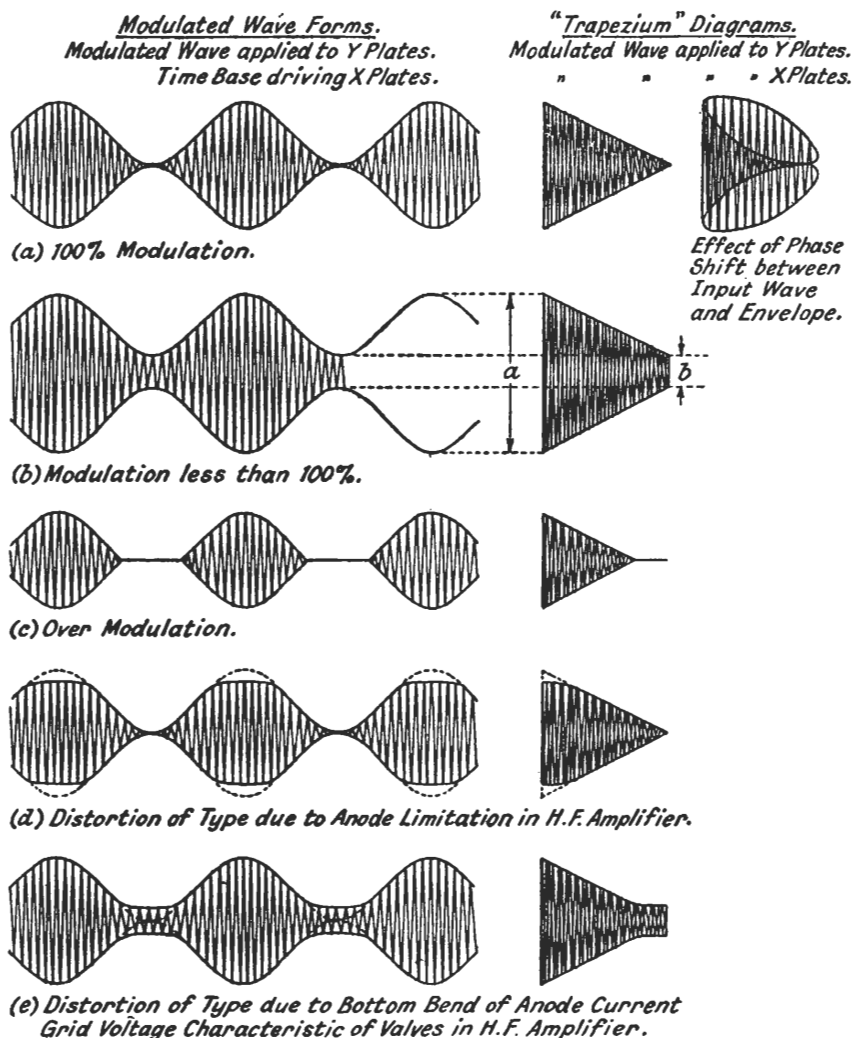 Modulated Wave Forms.
Modulated Wave applied to Y Plates.
Time Base driving X Plates.
"Trapezium" Diagrams.
Modulated Wave applied to Y Plates.
" " " " X Plates.
(a) 100% Modulation.
Effect of Phase
Shift between
Input Wave
and Envelope.
a
b
(b) Modulation less than 100%.
(c) Over Modulation.
(d) Distortion of Type due to Anode Limitation in H.F. Amplifier.
(e) Distortion of Type due to Bottom Bend of Anode Current
Grid Voltage Characteristic of Valves in H.F. Amplifier.